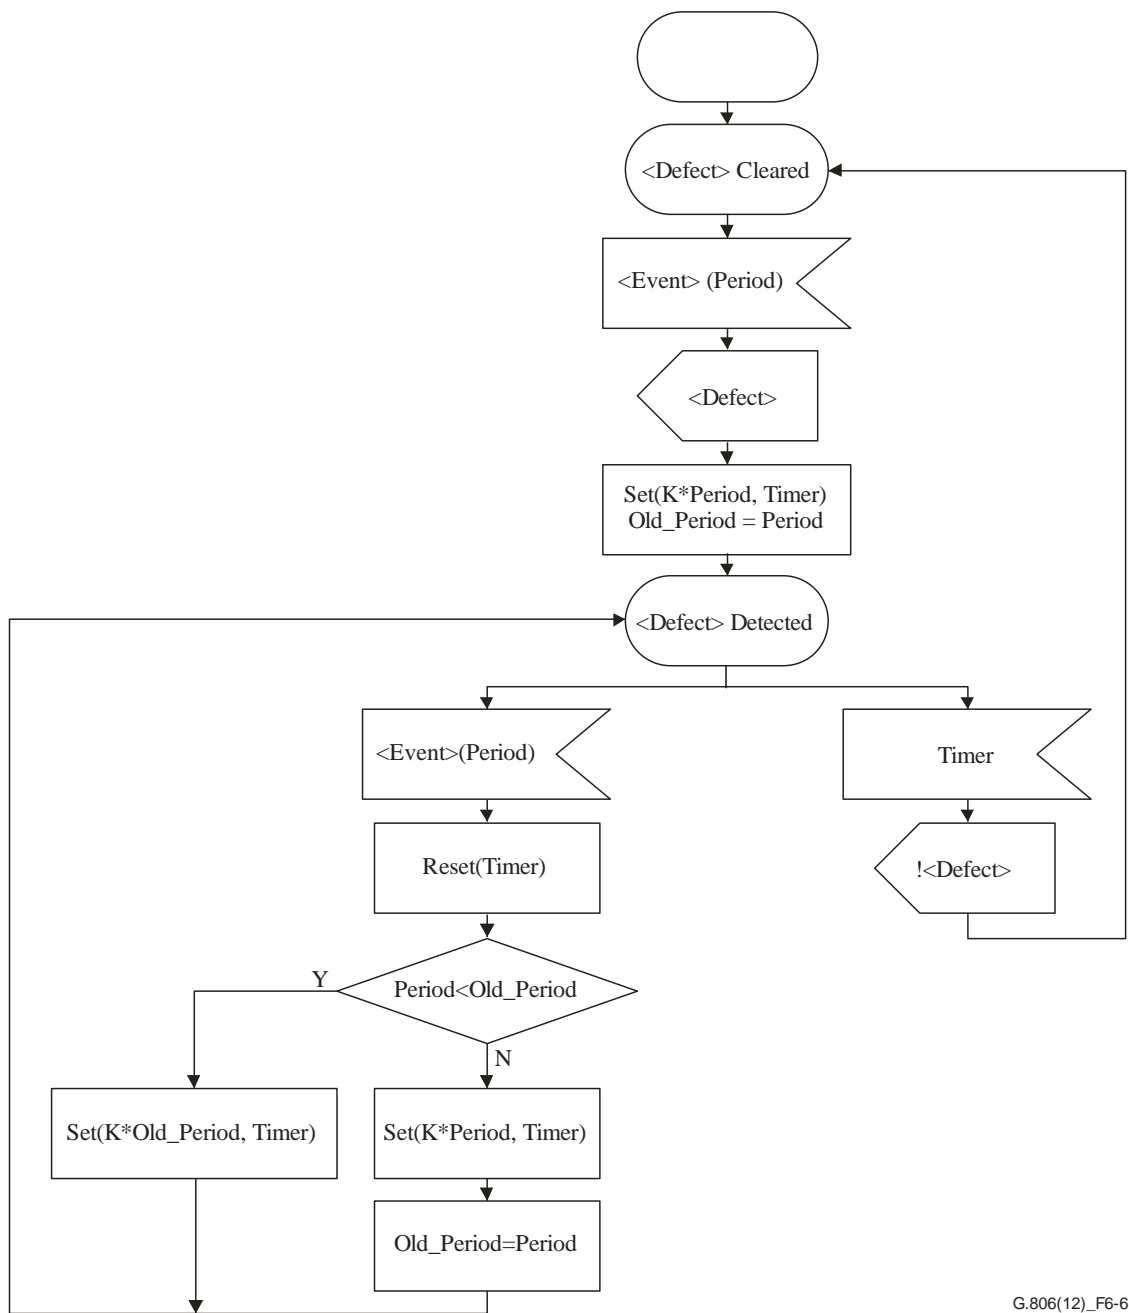 <Defect> Cleared
<Event> (Period)
<Defect>
Set(K*Period, Timer)
Old_Period = Period
<Defect> Detected
<Event>(Period)
Timer
Reset(Timer)
!<Defect>
Period<Old_Period
Y
N
Set(K*Old_Period, Timer)
Set(K*Period, Timer)
Old_Period=Period
G.806(12)_F6-6